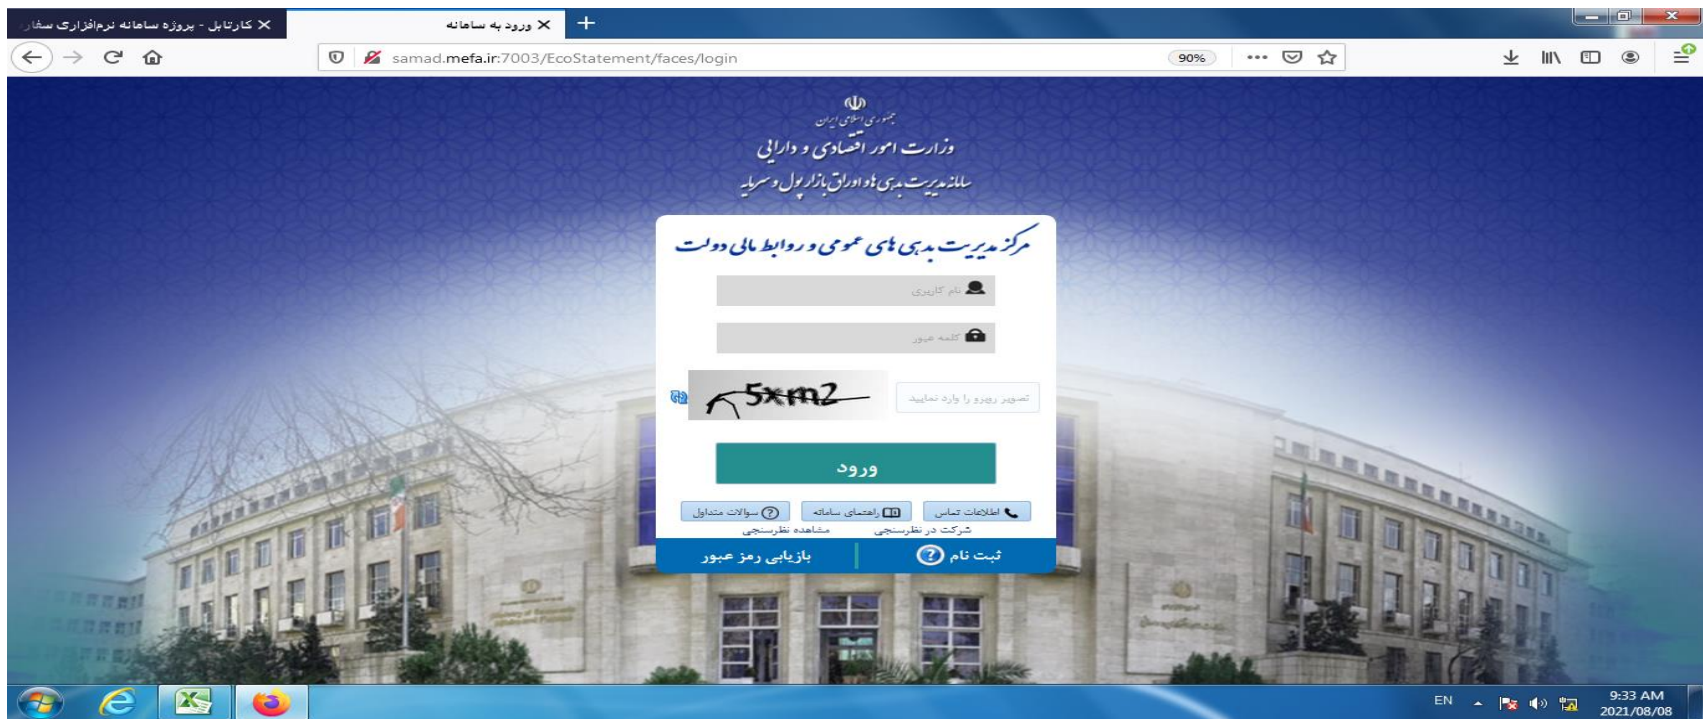 کارتابل - پروژه سامانه نرم‌افزاری سفار
ورود به سامانه
samad.mefa.ir:7003/EcoStatement/faces/login
90%
جمهوری اسلامی ایران
وزارت امور اقتصادی و دارایی
سامانه مدیریت بدهی ها و اوراق بازار پول و سرمایه
مرکز مدیریت بدهی های عمومی و روابط مالی دولت
نام کاربری
کلمه عبور
تصویر روبرو را وارد نمایید
5xm2
ورود
اطلاعات تماس
راهنمای سامانه
سوالات متداول
شرکت در نظرسنجی
مشاهده نظرسنجی
ثبت نام
بازیابی رمز عبور
EN
9:33 AM
2021/08/08